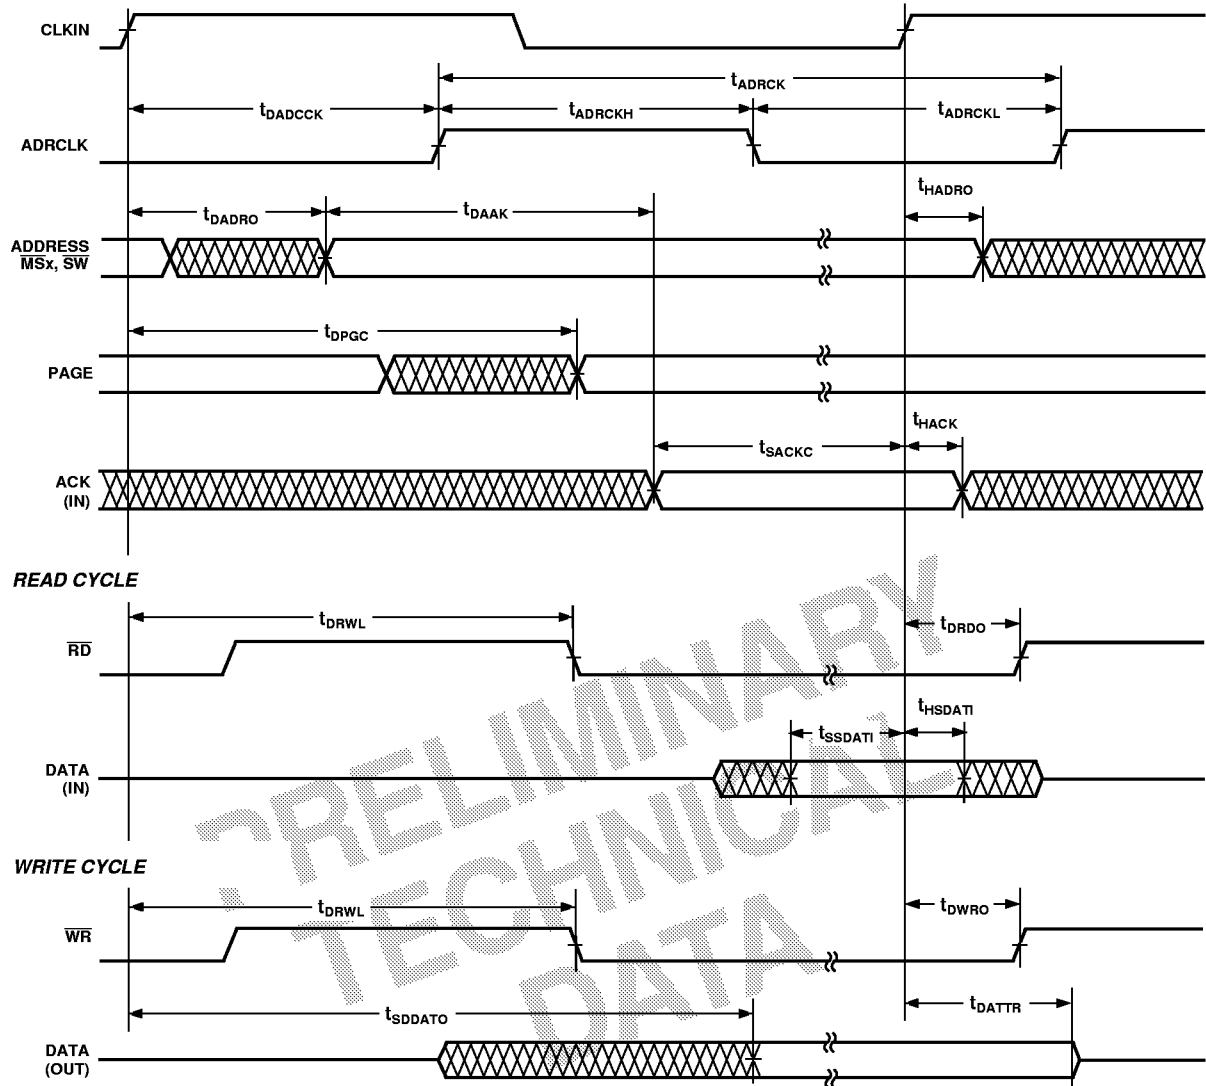 CLKIN
tADRCK
tDADCCK
tADRCKH
tADRCKL
ADRCLK
tHADRO
tDADRO
tDAAK
ADDRESS
MSx, SW
tDPGC
PAGE
tHACK
tSACKC
ACK
(IN)
READ CYCLE
tDRWL
tDRDO
RD
tHSDATI
tSSDATI
DATA
(IN)
PRELIMINARY
TECHNICAL
DATA
WRITE CYCLE
tDRWL
tDWRO
WR
tDATTR
tSDDATO
DATA
(OUT)